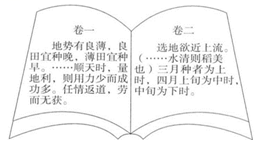 卷一
地势有良薄，良
田宜种晚，薄田宜种
早。……顺天时，量
地利，则用力少而成
功多。任情返道，劳
而无获。
卷二
选地欲近上流。
（……水清则稻美
也）三月种者为上
时，四月上旬为中时，
中旬为下时。